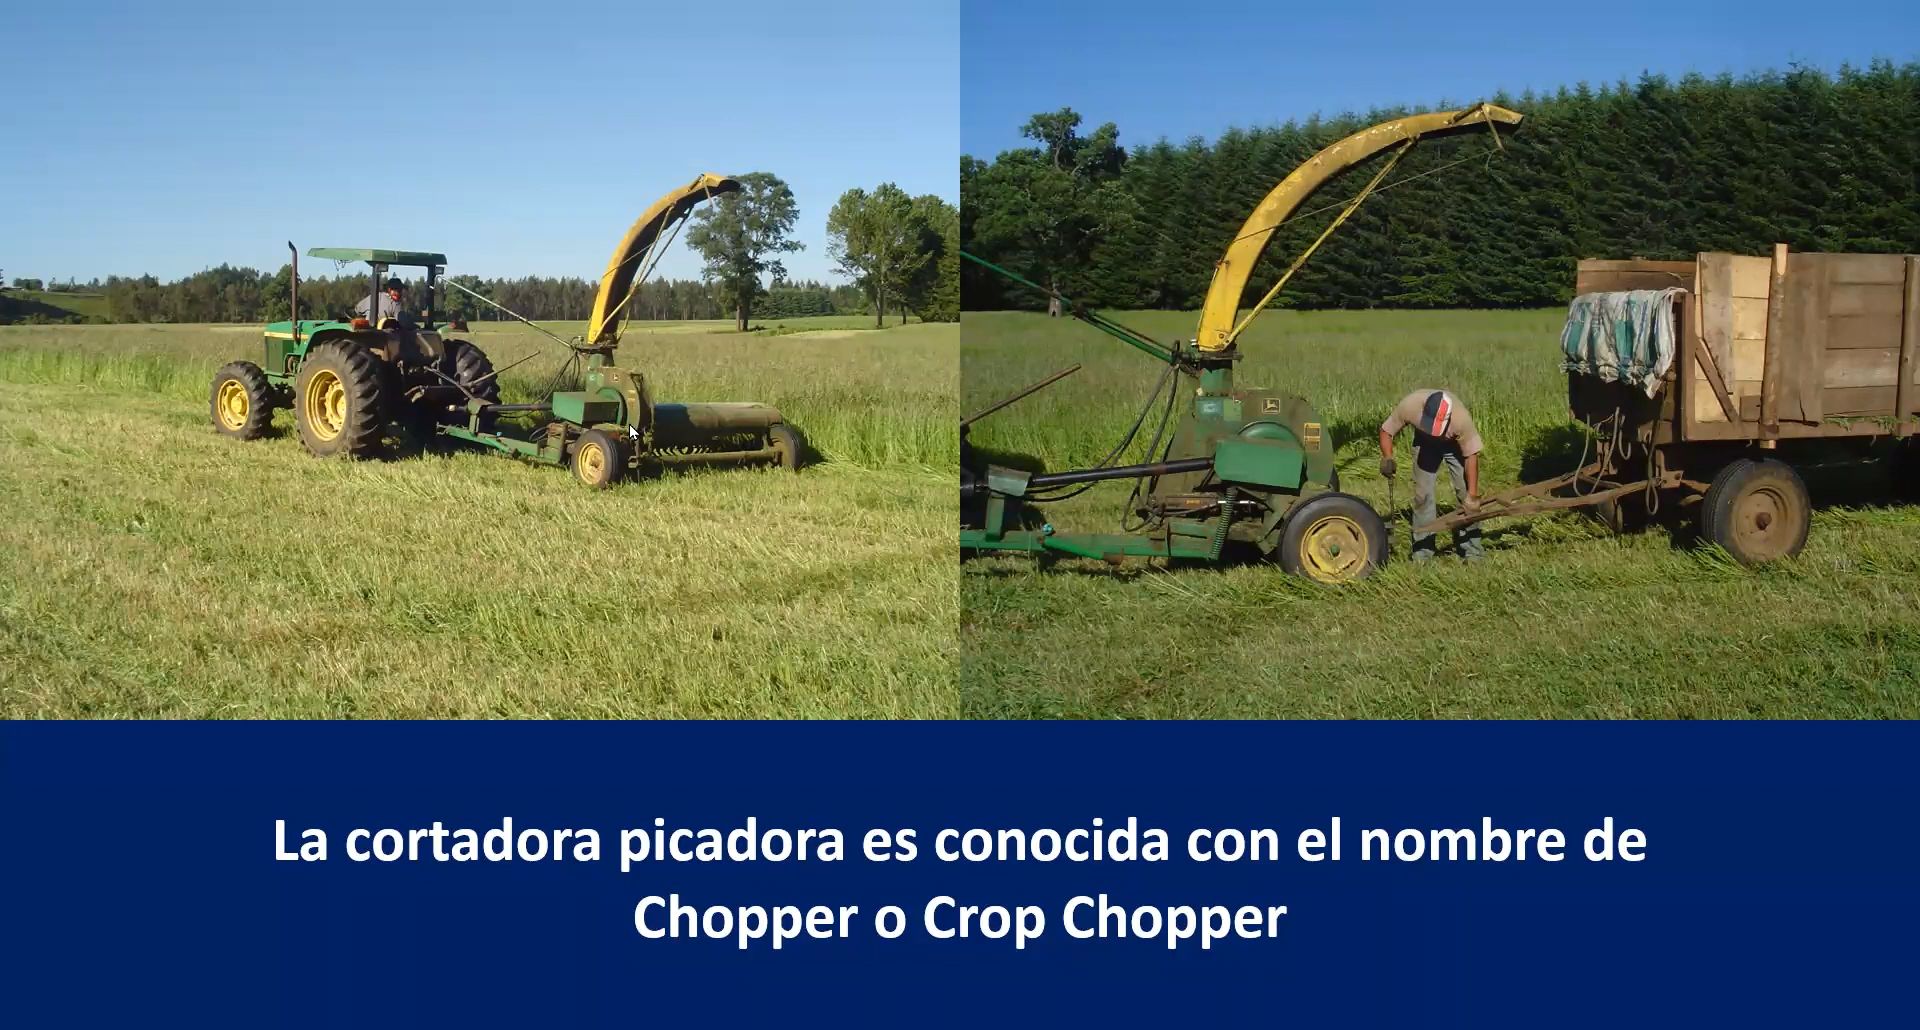 La cortadora picadora es conocida con el nombre de
Chopper o Crop Chopper